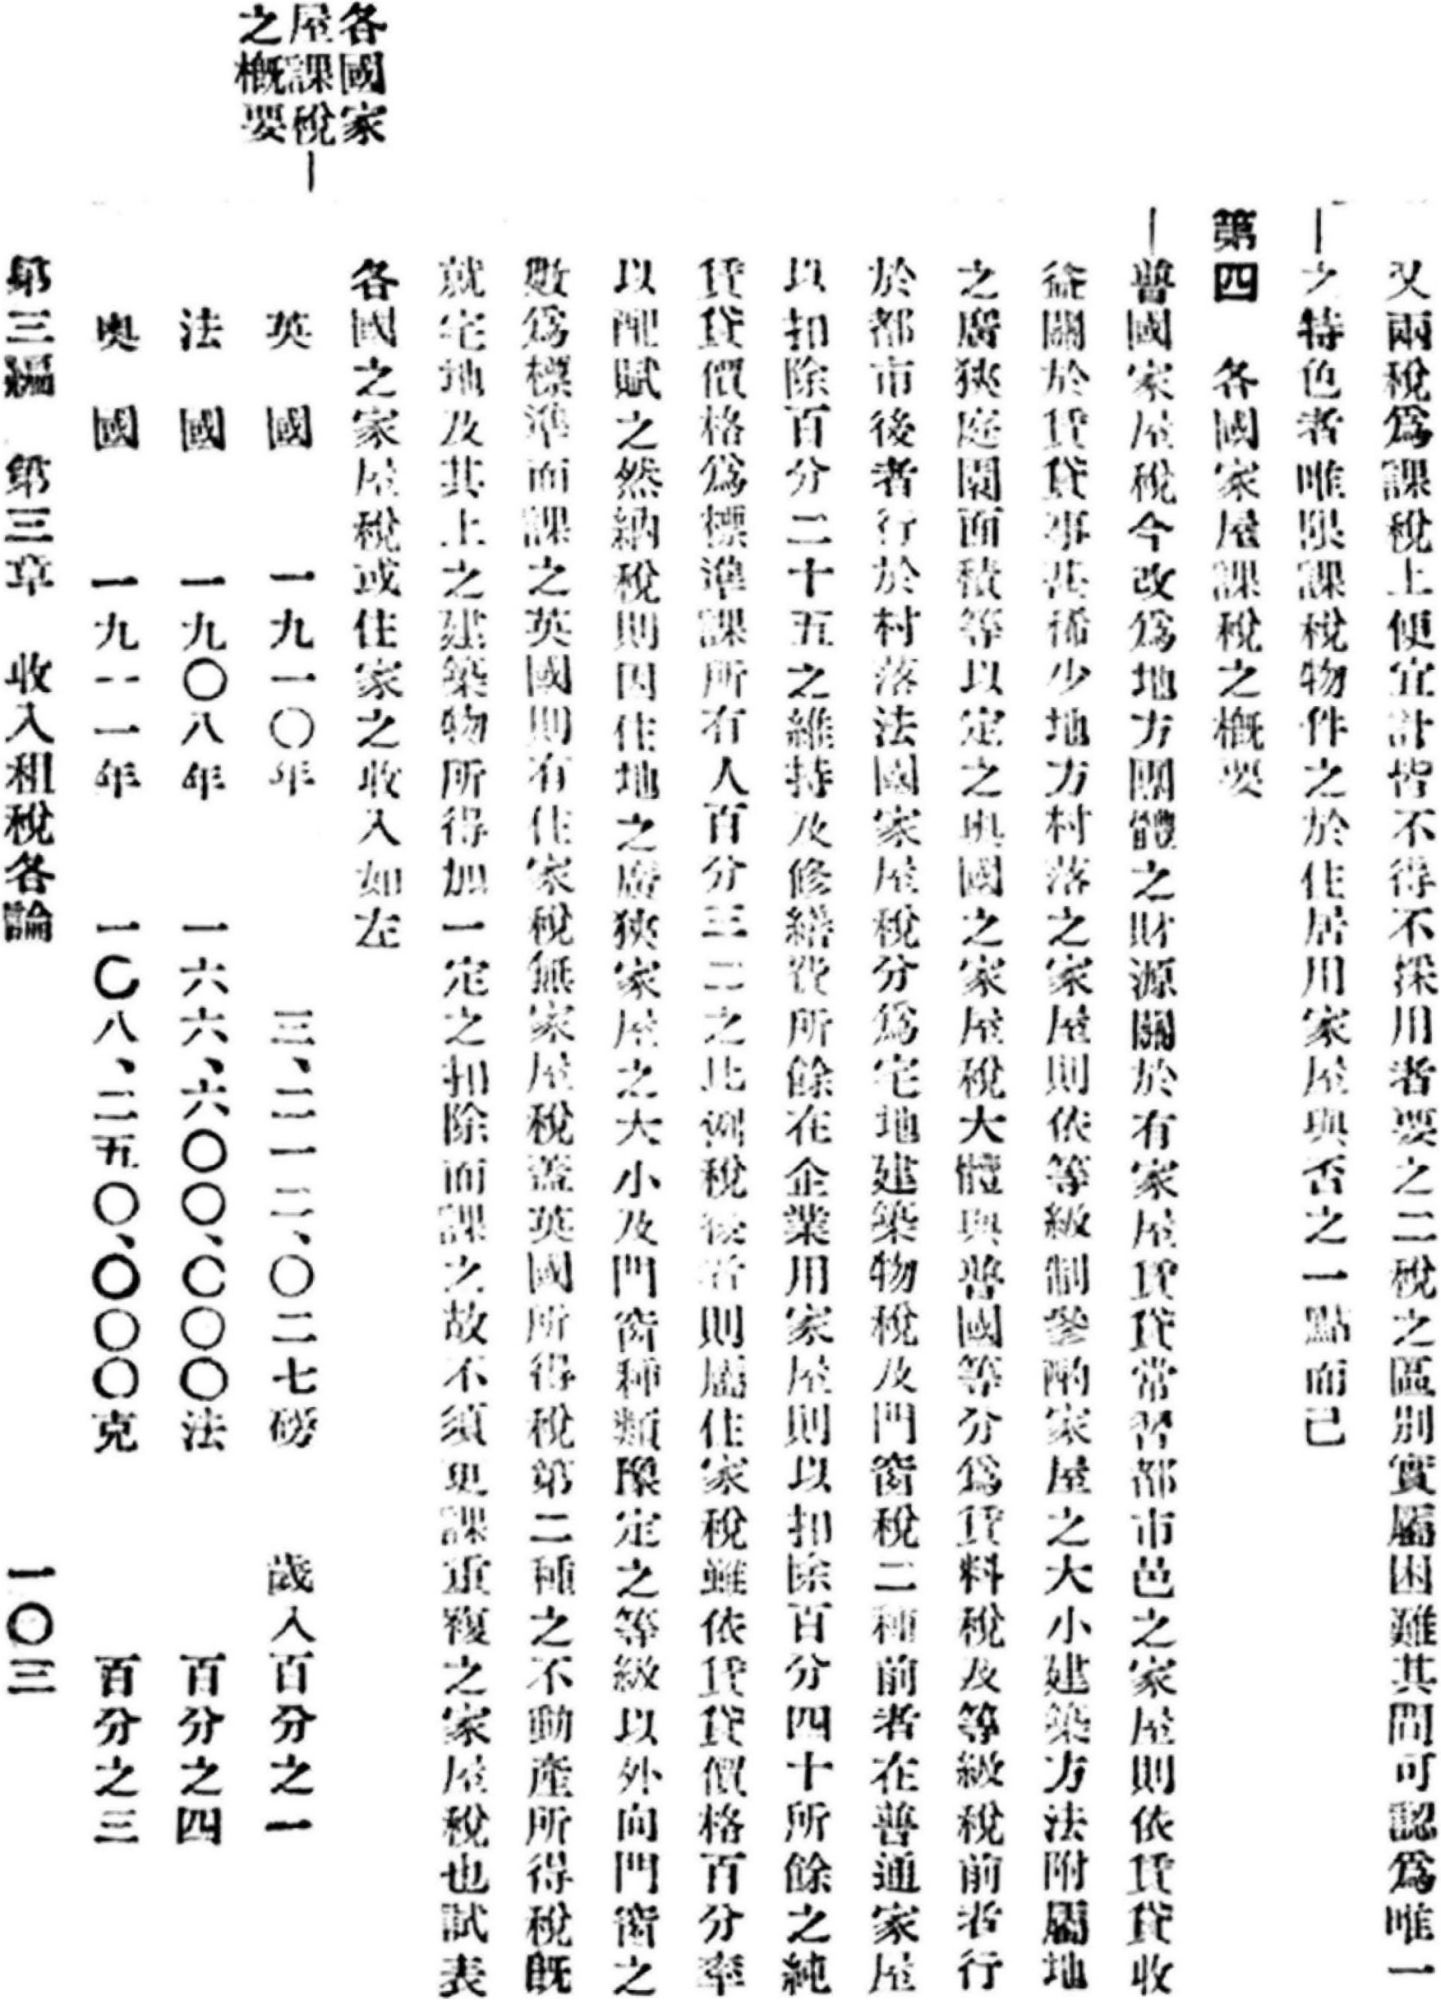 各國家
屋課稅
之概要
又兩稅爲課稅上便宜計皆不得不採用者要之二稅之區別實屬困難其間可認爲唯一
之特色者唯限課稅物件之於住居用家屋與否之一點而已
第四　各國家屋課稅之概要
普國家屋稅今改爲地方團體之財源關於有家屋賃貸常習都市邑之家屋則依賃貸收
益關於賃貸事甚稀少地方村落之家屋則依等級制參酌家屋之大小建築方法附屬地
之廣狹庭園面積等以定之奧國之家屋稅大體與普國等分爲賃料稅及等級稅前者行
於都市後者行於村落法國家屋稅分爲宅地建築物稅及門窗稅二種前者在普通家屋
以扣除百分二十五之維持及修繕費所餘在企業用家屋則以扣除百分四十所餘之純
賃貸價格爲標準課所有人百分三二之比例稅後者則屬住家稅雖依賃貸價格百分率
以配賦之然納稅則因住地之廣狹家屋之大小及門窗種類豫定之等級以外向門窗之
數爲標準而課之英國則有住家稅無家屋稅蓋英國所得稅第二種之不動產所得稅旣
就宅地及其上之建築物所得加一定之扣除而課之故不須更課重複之家屋稅也試表
各國之家屋稅或住家之收入如左
英國　一九一〇年　三、二一二、〇二七磅　歲入百分之一
法國　一九〇八年　一六六、六〇〇、〇〇〇法　百分之四
奥國　一九一一年　一〇八、二五〇、〇〇〇克　百分之三
第三編　第三章　收入租稅各論　一〇三